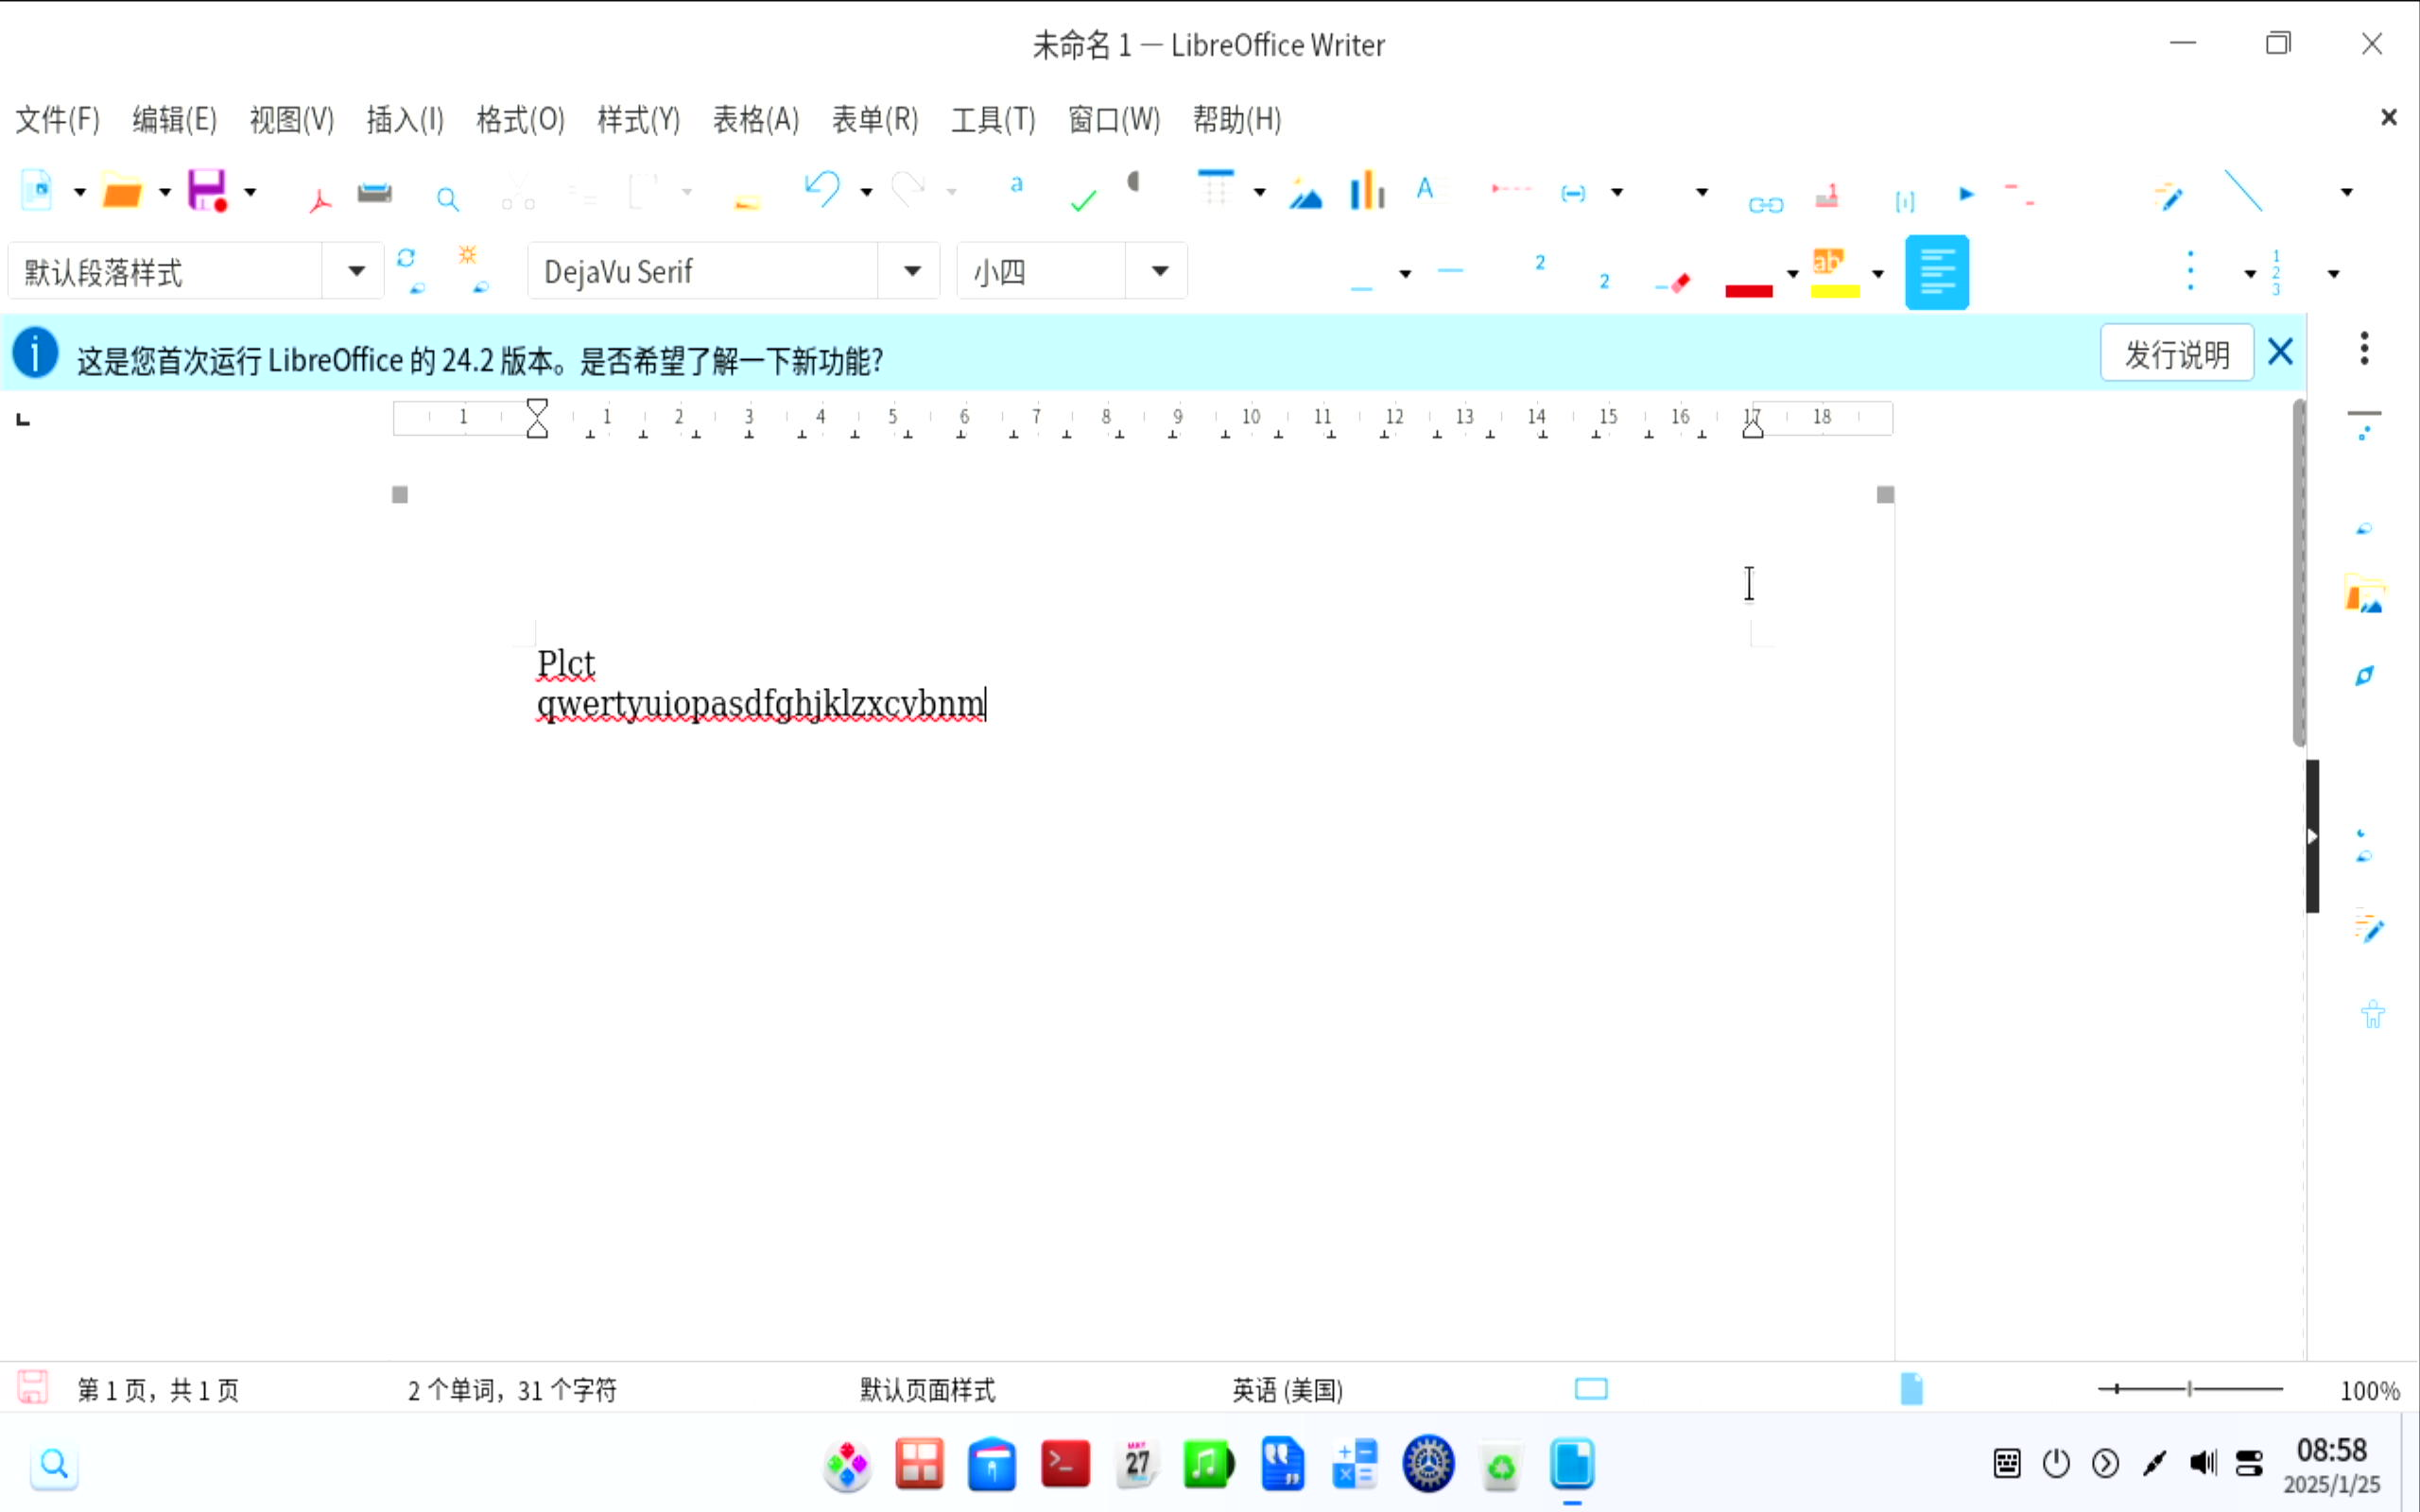 未命名 1 — LibreOffice Writer
文件(F) 编辑(E) 视图(V) 插入(I) 格式(O) 样式(Y) 表格(A) 表单(R) 工具(T) 窗口(W) 帮助(H)
默认段落样式 DejaVu Serif 小四
这是您首次运行 LibreOffice 的 24.2 版本。是否希望了解一下新功能? 发行说明
1 1 2 3 4 5 6 7 8 9 10 11 12 13 14 15 16 17 18
Plct
qwertyuiopasdfghjklzxcvbnm
第 1 页，共 1 页 2 个单词，31 个字符 默认页面样式 英语 (美国) 100%
27
08:58
2025/1/25